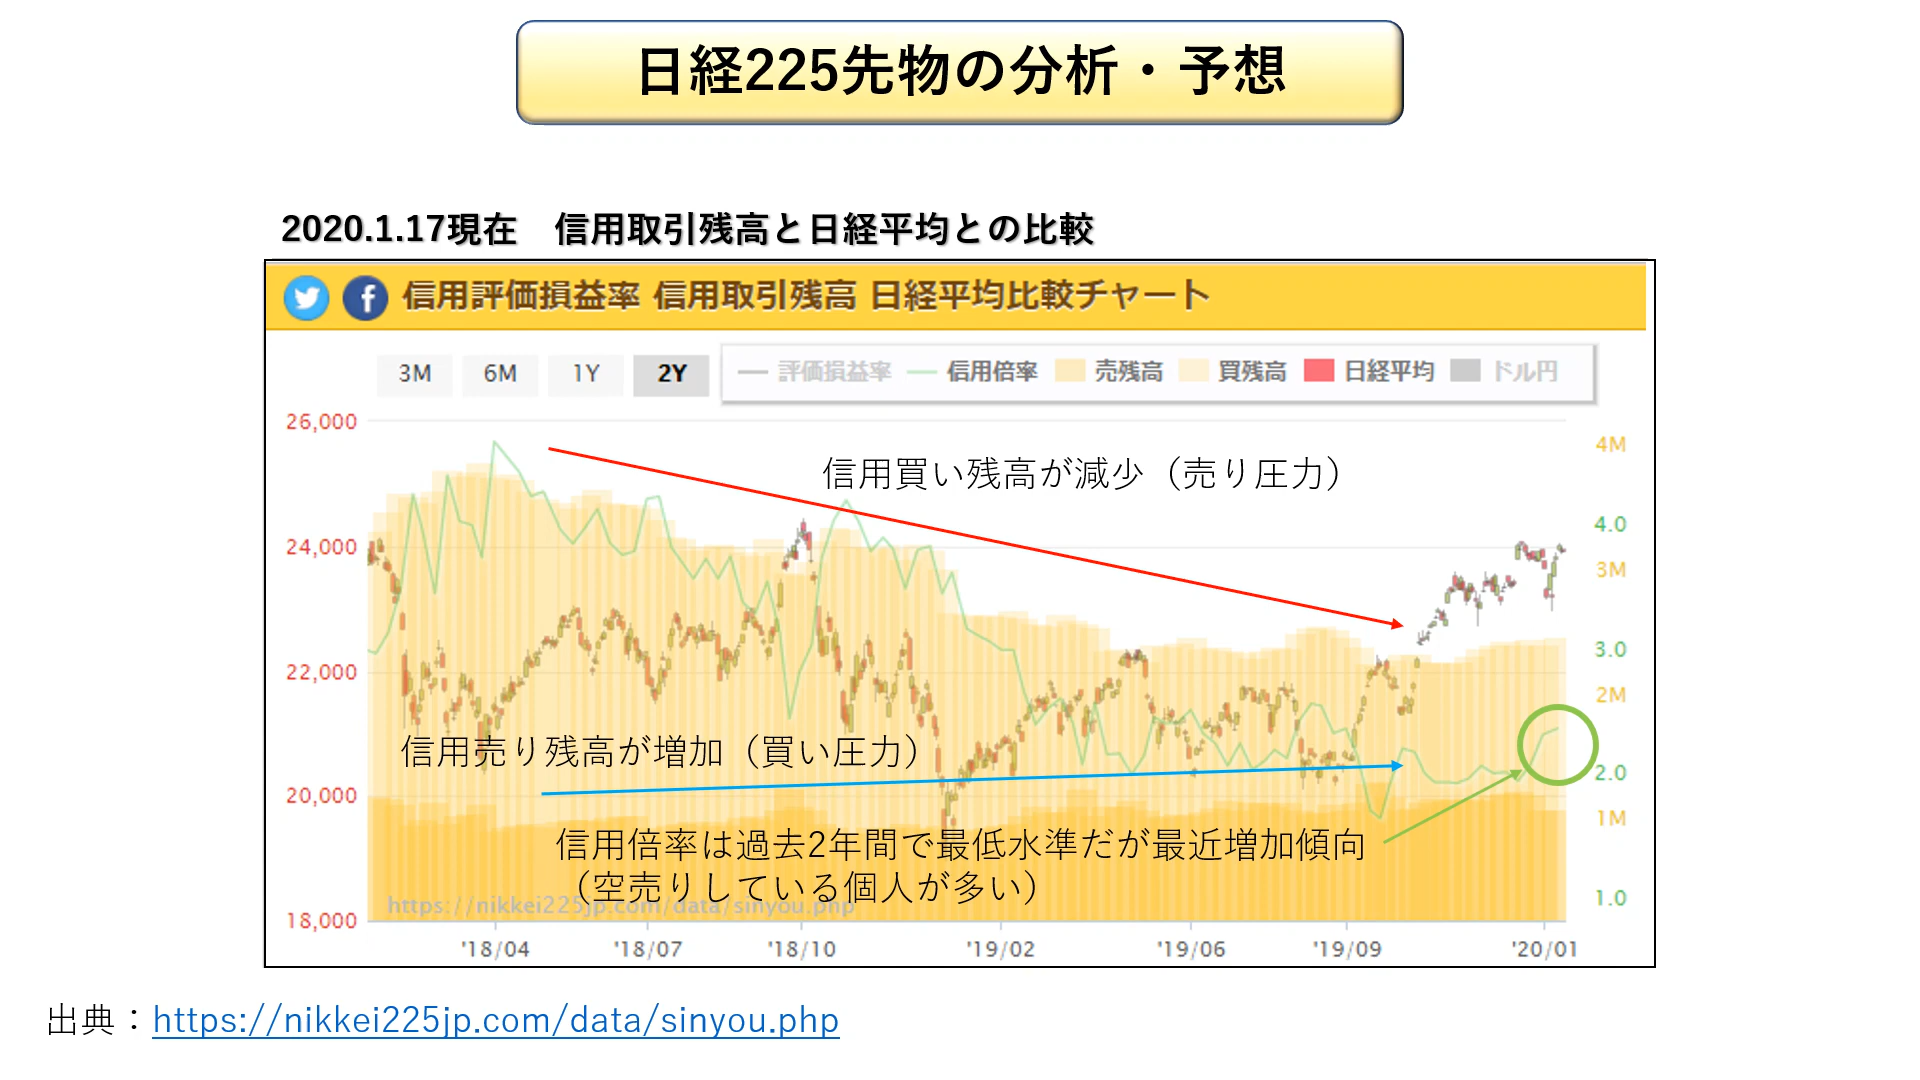 日経225先物の分析・予想
2020.1.17現在　信用取引残高と日経平均との比較
信用評価損益率 信用取引残高 日経平均比較チャート
3M 6M 1Y 2Y 評価損益率 信用倍率 売残高 買残高 日経平均 ドル円
26,000
24,000
22,000
20,000
18,000
4M
4.0
3M
3.0
2M
2.0
1M
1.0
信用買い残高が減少（売り圧力）
信用売り残高が増加（買い圧力）
信用倍率は過去2年間で最低水準だが最近増加傾向
（空売りしている個人が多い）
https://nikkei225jp.com/data/sinyou.php
'18/04 '18/07 '18/10 '19/02 '19/06 '19/09 '20/01
出典：https://nikkei225jp.com/data/sinyou.php